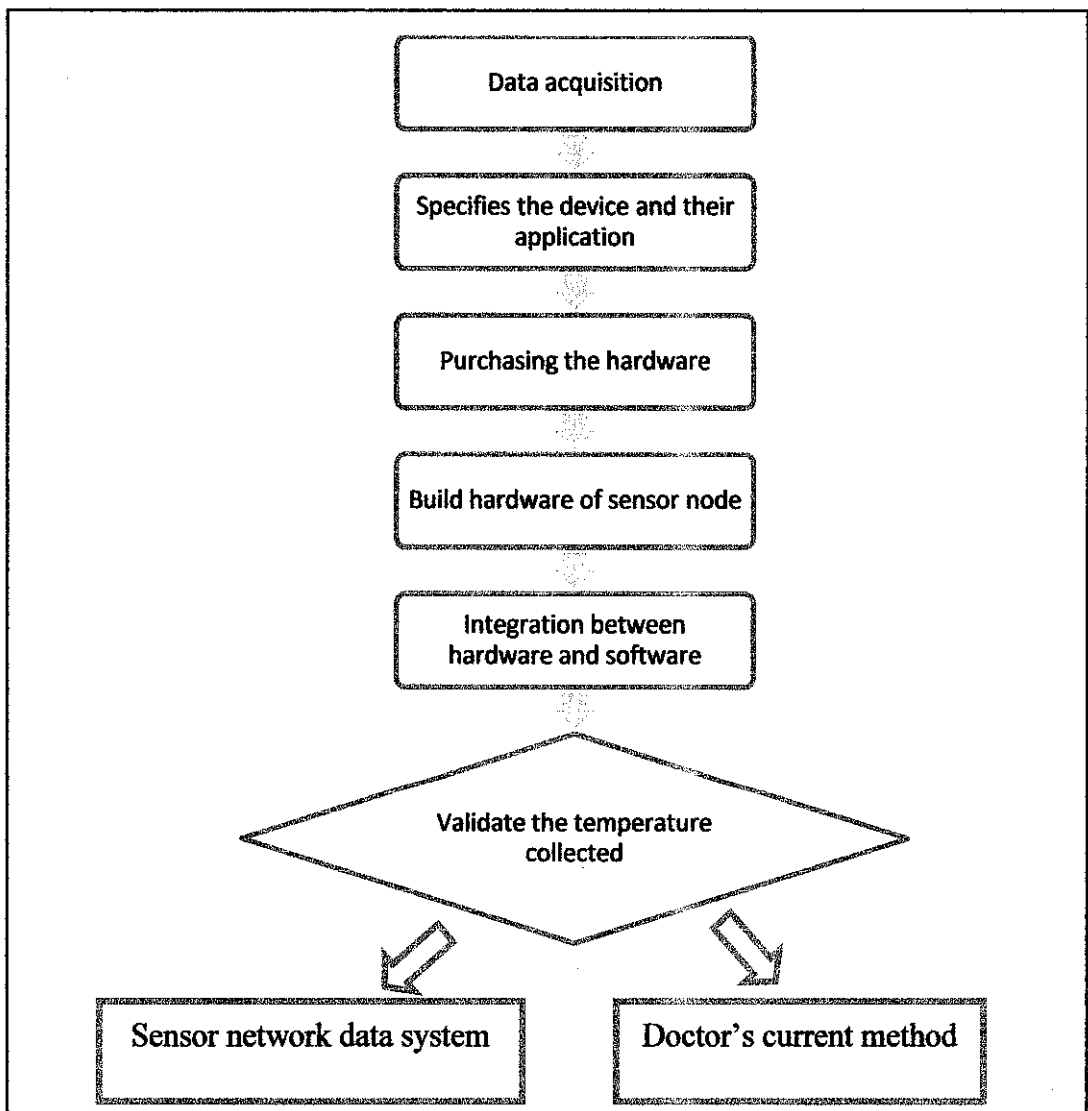 Data acquisition
Specifies the device and their
application
Purchasing the hardware
Build hardware of sensor node
Integration between
hardware and software
Validate the temperature
collected
Sensor network data system
Doctor's current method